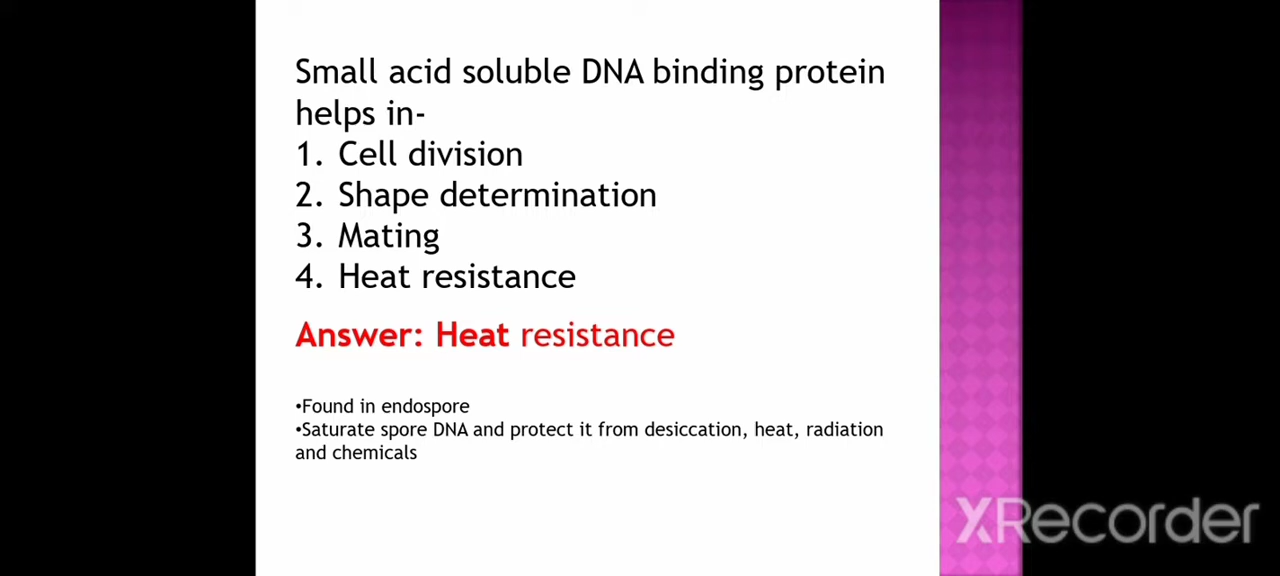 Small acid soluble DNA binding protein
helps in-
1. Cell division
2. Shape determination
3. Mating
4. Heat resistance
Answer: Heat resistance
•Found in endospore
•Saturate spore DNA and protect it from desiccation, heat, radiation
and chemicals
XRecorder